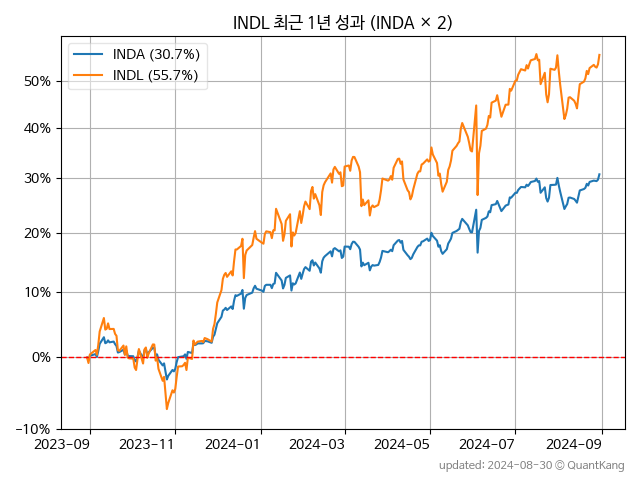 INDL 최근 1년 성과 (INDA × 2)
INDA (30.7%)
INDL (55.7%)
50%
40%
30%
20%
10%
0%
-10%
2023-09 2023-11 2024-01 2024-03 2024-05 2024-07 2024-09
updated: 2024-08-30 © QuantKang